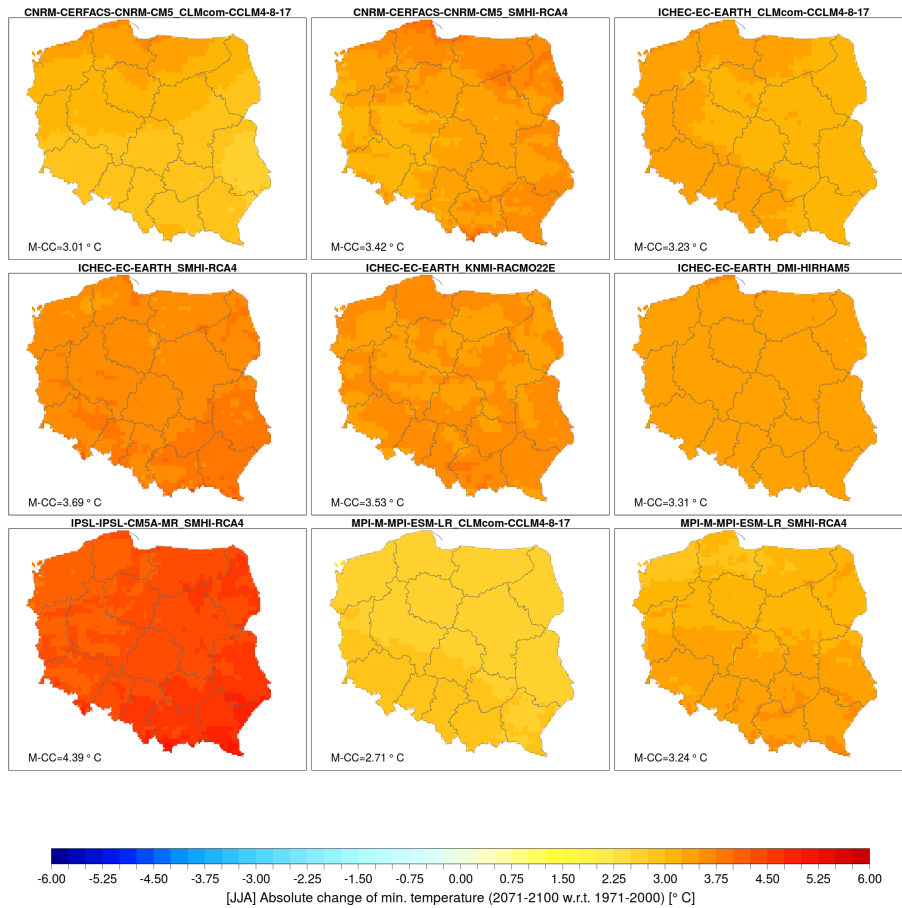 CNRM-CERFACS-CNRM-CM5_CLMcom-CCLM4-8-17
CNRM-CERFACS-CNRM-CM5_SMHI-RCA4
ICHEC-EC-EARTH_CLMcom-CCLM4-8-17
M-CC=3.01 ° C
M-CC=3.42 ° C
M-CC=3.23 ° C
ICHEC-EC-EARTH_SMHI-RCA4
ICHEC-EC-EARTH_KNMI-RACMO22E
ICHEC-EC-EARTH_DMI-HIRHAM5
M-CC=3.69 ° C
M-CC=3.53 ° C
M-CC=3.31 ° C
IPSL-IPSL-CM5A-MR_SMHI-RCA4
MPI-M-MPI-ESM-LR_CLMcom-CCLM4-8-17
MPI-M-MPI-ESM-LR_SMHI-RCA4
M-CC=4.39 ° C
M-CC=2.71 ° C
M-CC=3.24 ° C
-6.00 -5.25 -4.50 -3.75 -3.00 -2.25 -1.50 -0.75 0.00 0.75 1.50 2.25 3.00 3.75 4.50 5.25 6.00
[JJA] Absolute change of min. temperature (2071-2100 w.r.t. 1971-2000) [° C]